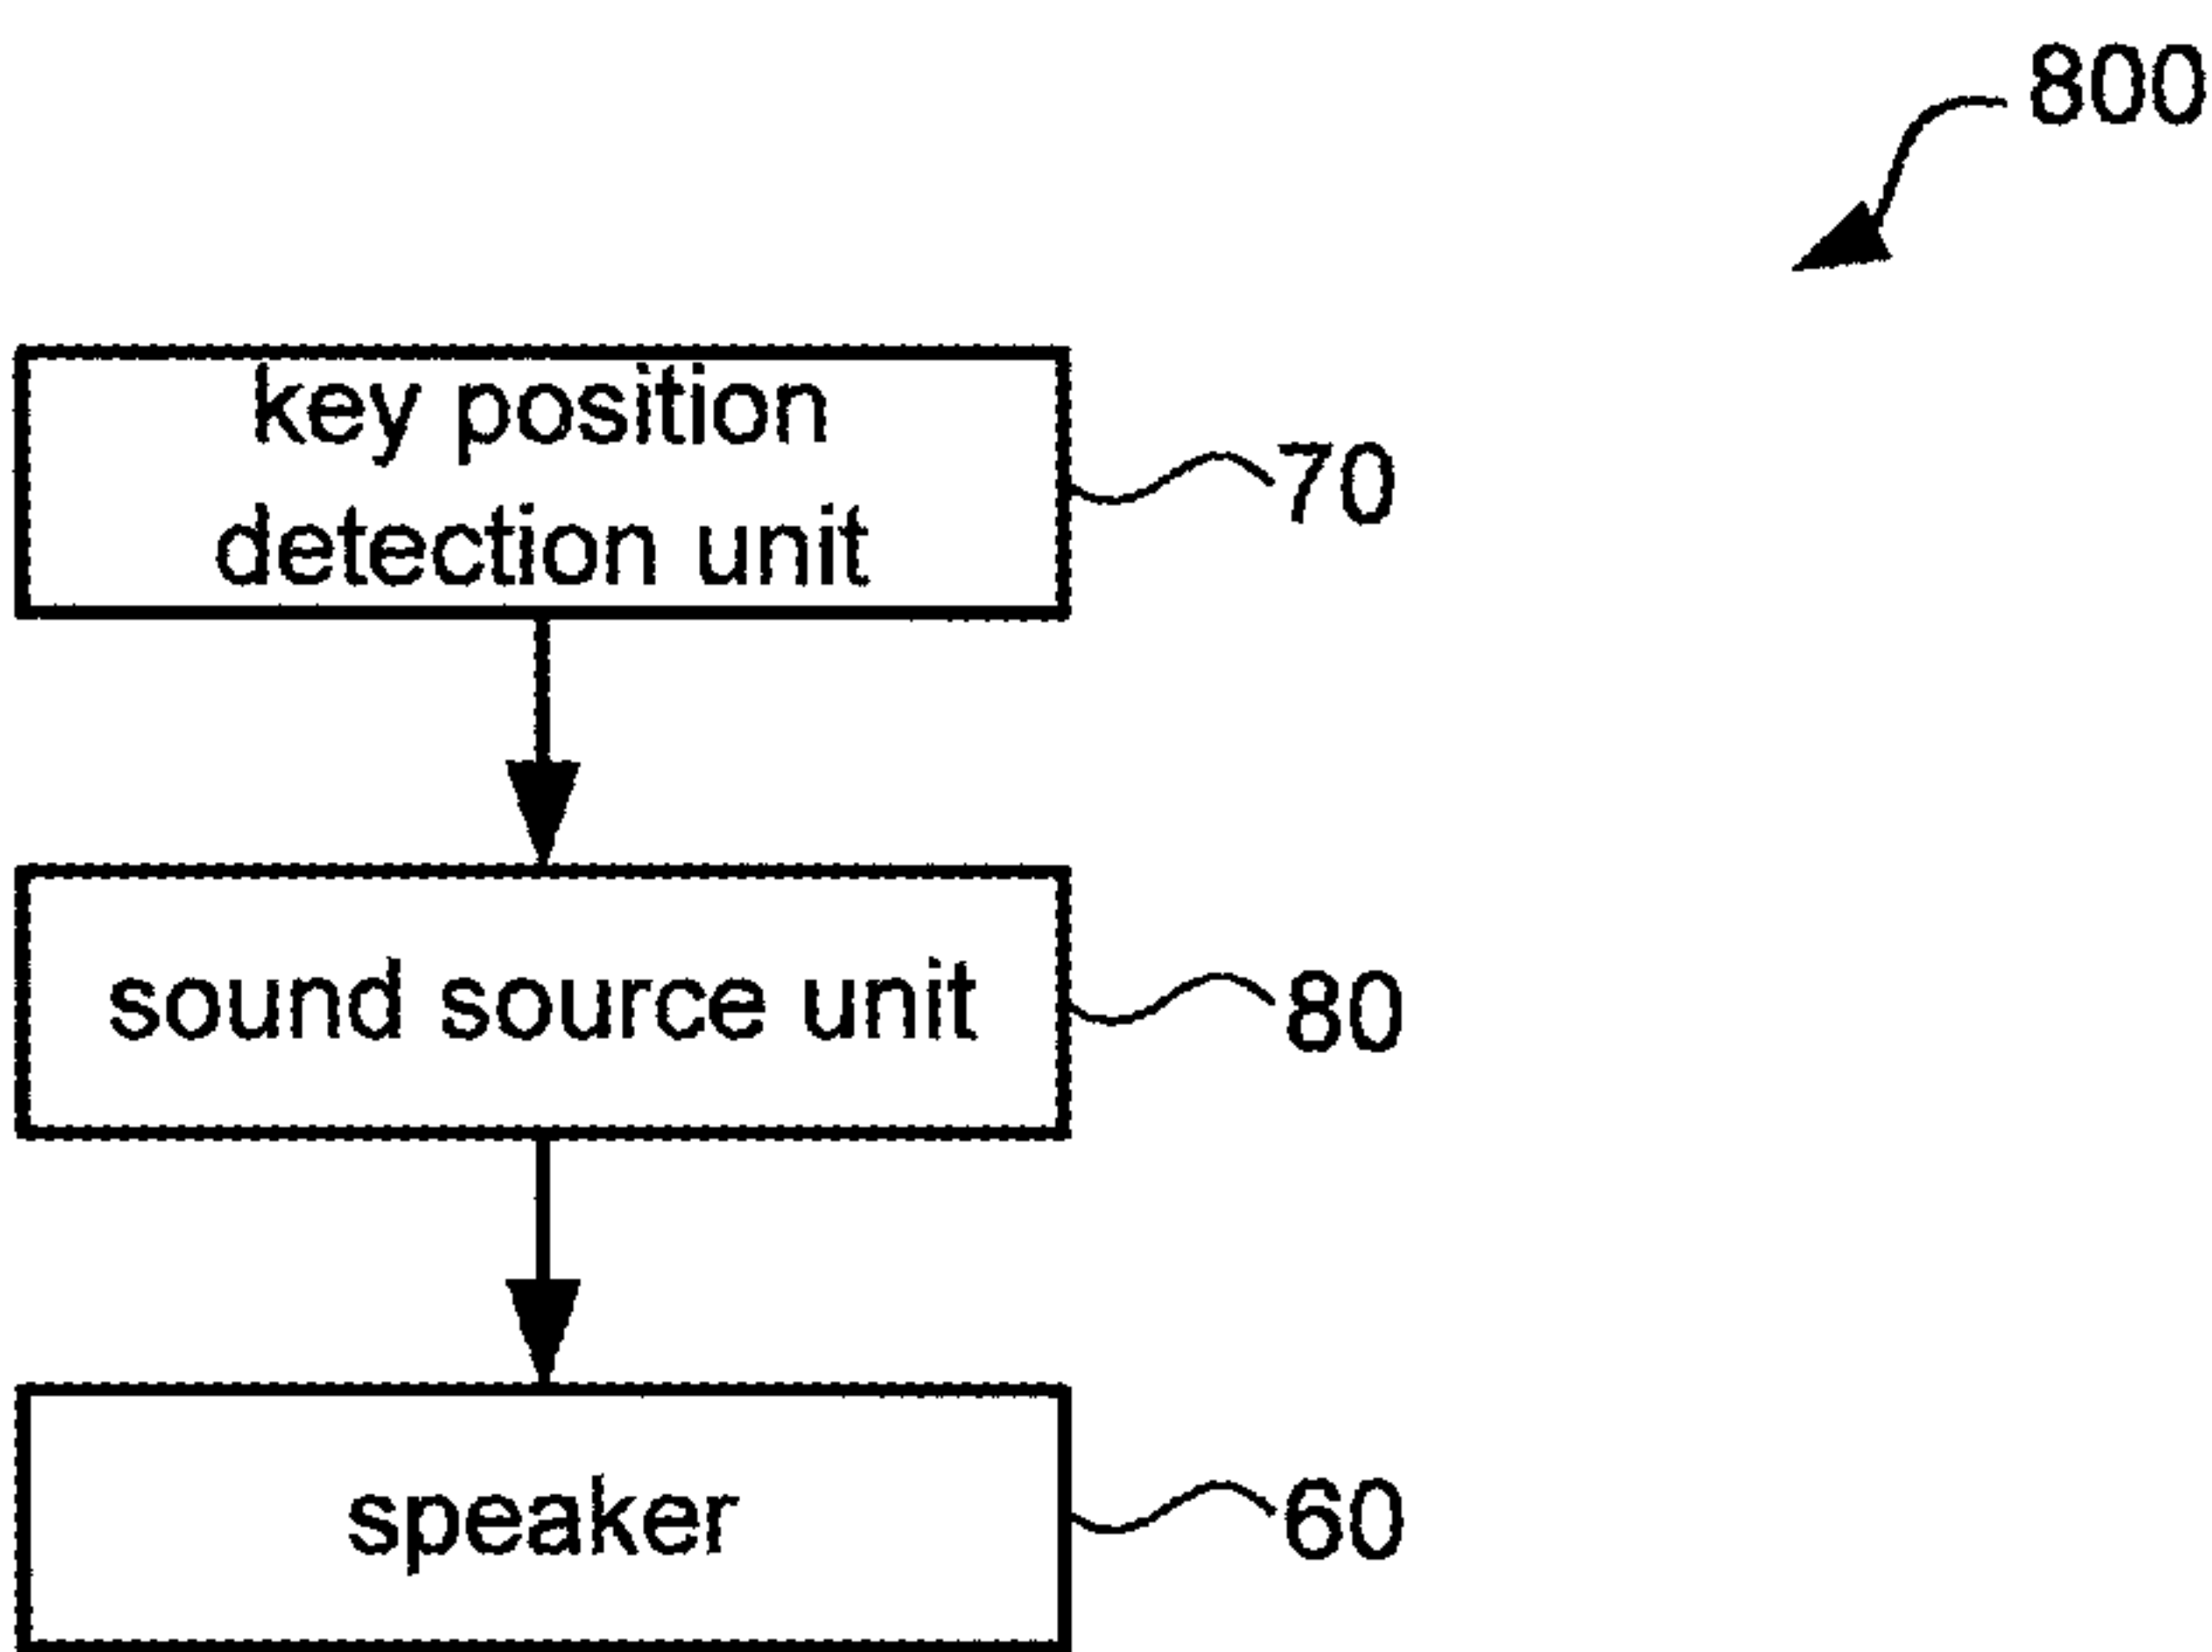 800
key position
detection unit
70
sound source unit
80
speaker
60